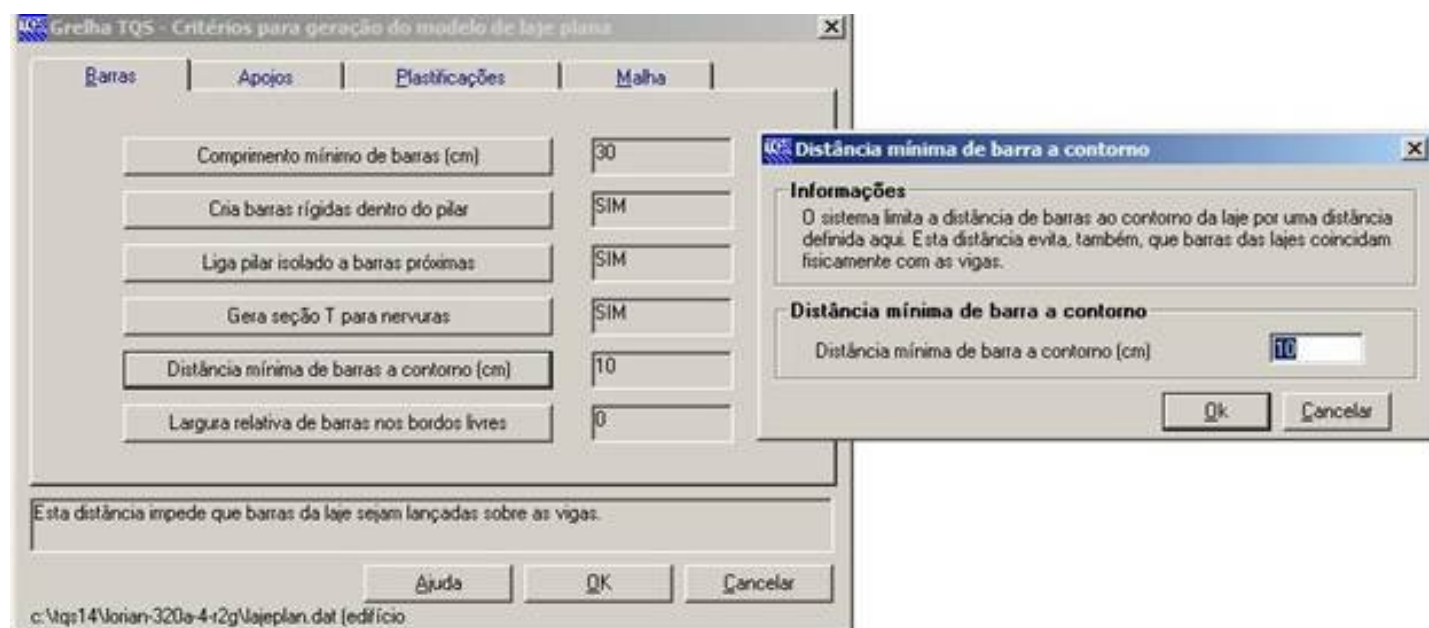 Grelha TQS - Critérios para geração do modelo de laje plana
Barras Apoios Plastificações Malha
Comprimento mínimo de barras (cm) 30
Cria barras rígidas dentro do pilar SIM
Liga pilar isolado a barras próximas SIM
Gera seção T para nervuras SIM
Distância mínima de barras a contorno (cm) 10
Largura relativa de barras nos bordos livres 0
Esta distância impede que barras da laje sejam lançadas sobre as vigas.
Ajuda OK Cancelar
c:\tqs14\lorian-320a-4-r2g\lajeplan.dat (edifício
Distância mínima de barra a contorno
Informações
O sistema limita a distância de barras ao contorno da laje por uma distância
definida aqui. Esta distância evita, também, que barras das lajes coincidam
fisicamente com as vigas.
Distância mínima de barra a contorno
Distância mínima de barra a contorno (cm) 10
Ok Cancelar